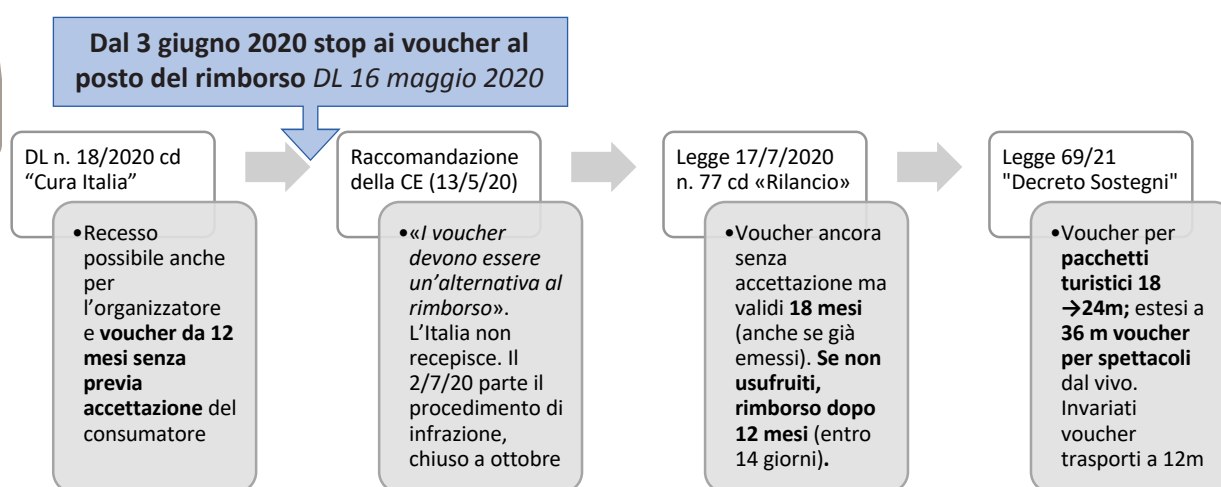 Dal 3 giugno 2020 stop ai voucher al
posto del rimborso DL 16 maggio 2020
DL n. 18/2020 cd
“Cura Italia”
•Recesso
possibile anche
per
l’organizzatore
e voucher da 12
mesi senza
previa
accettazione del
consumatore
Raccomandazione
della CE (13/5/20)
•«I voucher
devono essere
un’alternativa al
rimborso».
L’Italia non
recepisce. Il
2/7/20 parte il
procedimento di
infrazione,
chiuso a ottobre
Legge 17/7/2020
n. 77 cd «Rilancio»
•Voucher ancora
senza
accettazione ma
validi 18 mesi
(anche se già
emessi). Se non
usufruiti,
rimborso dopo
12 mesi (entro
14 giorni).
Legge 69/21
"Decreto Sostegni"
•Voucher per
pacchetti
turistici 18
→24m; estesi a
36 m voucher
per spettacoli
dal vivo.
Invariati
voucher
trasporti a 12m